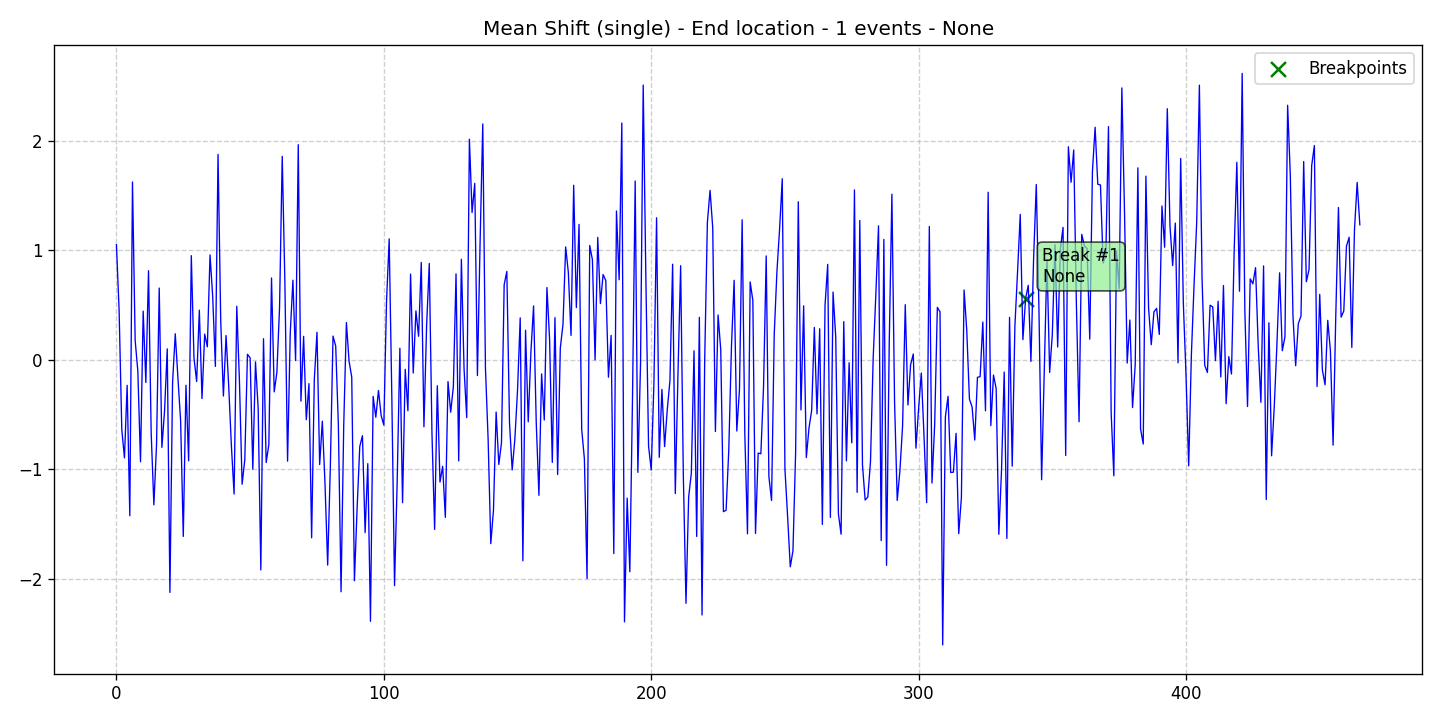 Mean Shift (single) - End location - 1 events - None
Breakpoints
Break #1
None
2
1
0
−1
−2
0
100
200
300
400